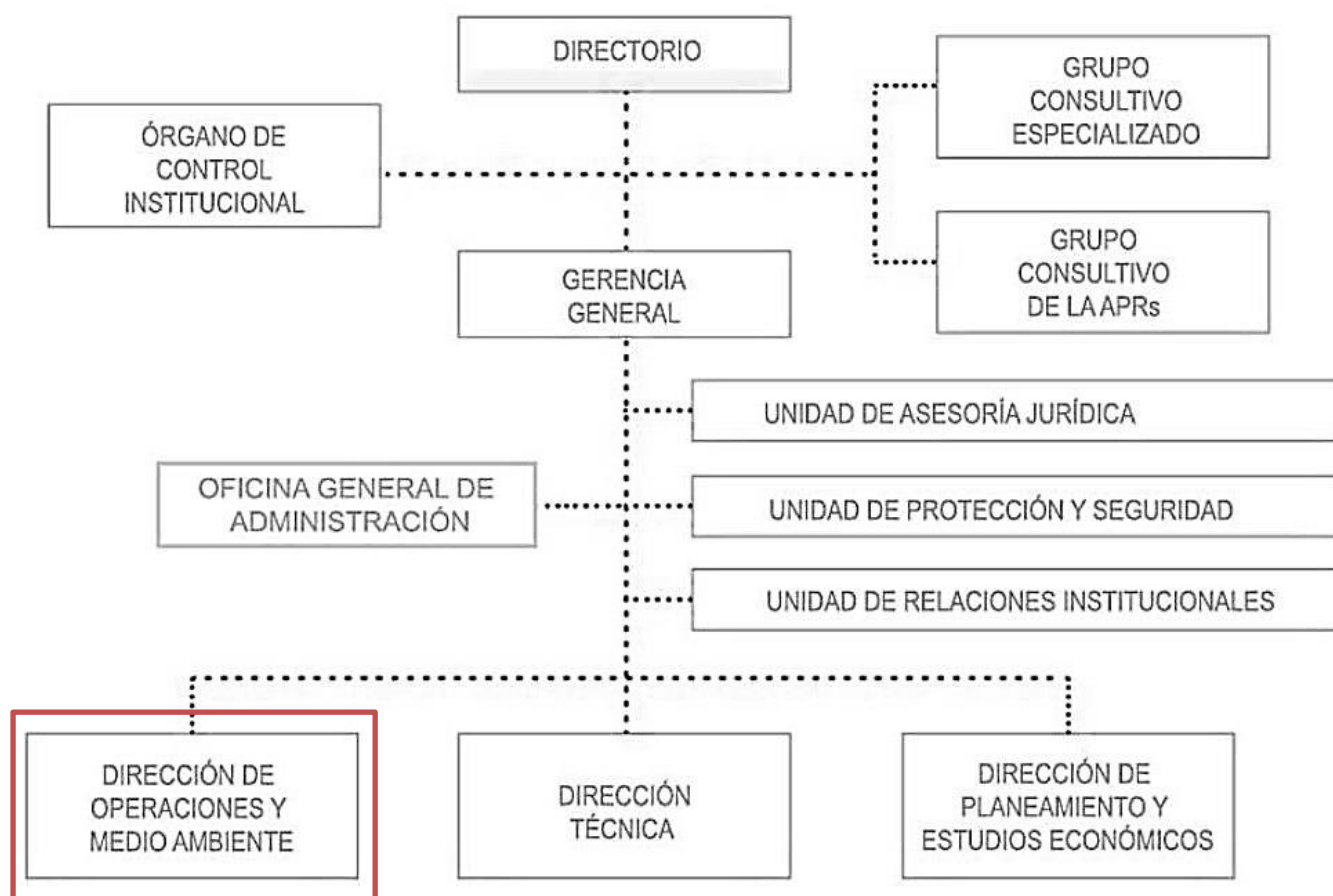 DIRECTORIO
GRUPO
CONSULTIVO
ESPECIALIZADO
ÓRGANO DE
CONTROL
INSTITUCIONAL
GRUPO
CONSULTIVO
DE LA APRs
GERENCIA
GENERAL
UNIDAD DE ASESORÍA JURÍDICA
OFICINA GENERAL DE
ADMINISTRACIÓN
UNIDAD DE PROTECCIÓN Y SEGURIDAD
UNIDAD DE RELACIONES INSTITUCIONALES
DIRECCIÓN DE
OPERACIONES Y
MEDIO AMBIENTE
DIRECCIÓN
TÉCNICA
DIRECCIÓN DE
PLANEAMIENTO Y
ESTUDIOS ECONÓMICOS